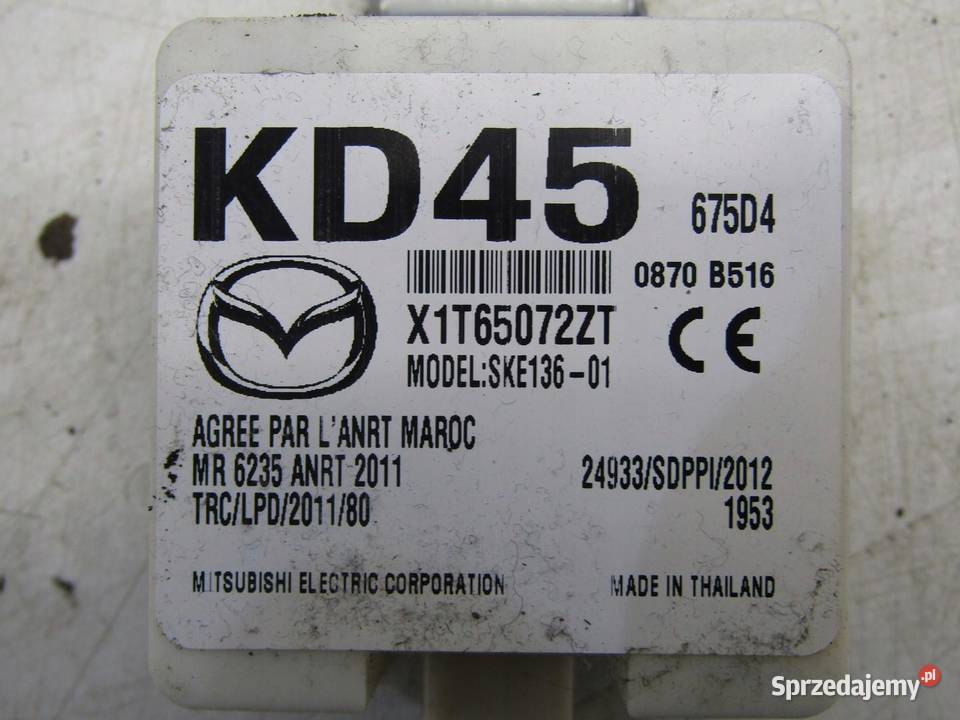 KD45
675D4
0870 B516
X1T65072ZT
MODEL:SKE136-01
CE
AGREE PAR L'ANRT MAROC
MR 6235 ANRT 2011
24933/SDPPI/2012
TRC/LPD/2011/80
1953
MITSUBISHI ELECTRIC CORPORATION
MADE IN THAILAND
Sprzedajemy.pl